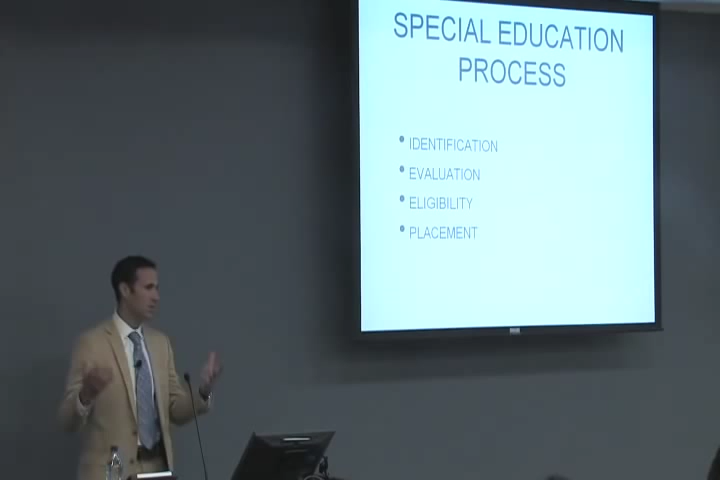 SPECIAL EDUCATION
PROCESS
• IDENTIFICATION
• EVALUATION
• ELIGIBILITY
• PLACEMENT